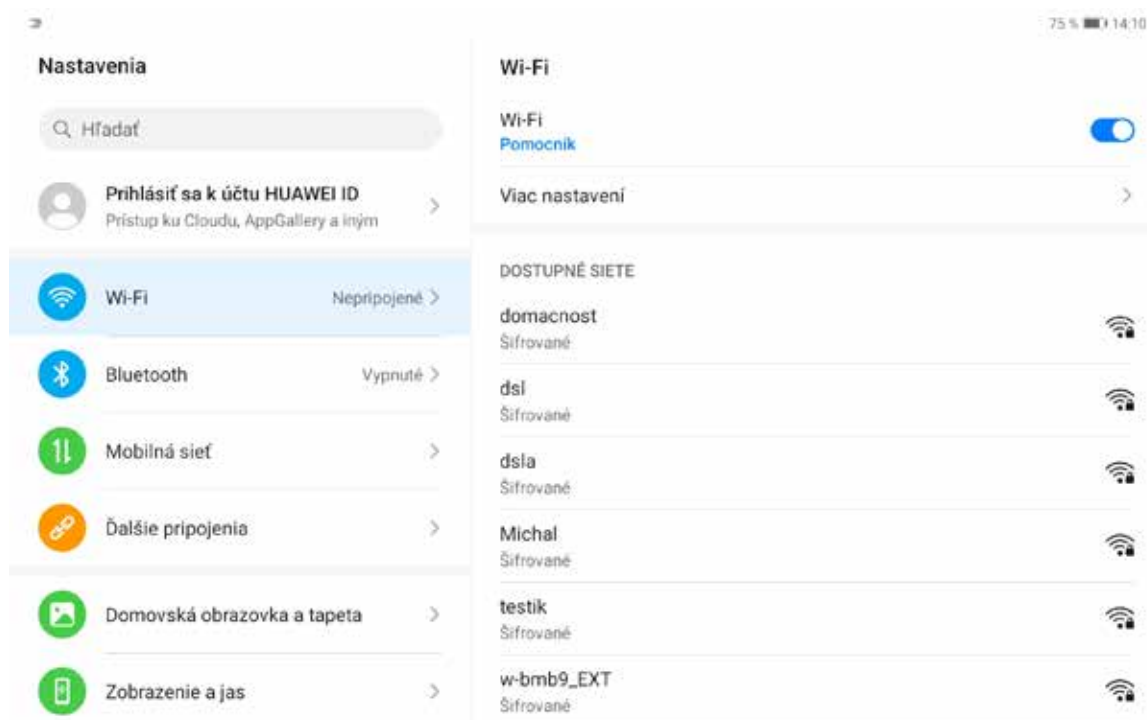 75 % 14:10
Nastavenia
Hľadať
Prihlásiť sa k účtu HUAWEI ID
Prístup ku Cloudu, AppGallery a iným
Wi-Fi Nepripojené
Bluetooth Vypnuté
Mobilná sieť
Ďalšie pripojenia
Domovská obrazovka a tapeta
Zobrazenie a jas
Wi-Fi
Wi-Fi
Pomocník
Viac nastavení
DOSTUPNÉ SIETE
domacnost
Šifrované
dsl
Šifrované
dsla
Šifrované
Michal
Šifrované
testik
Šifrované
w-bmb9_EXT
Šifrované